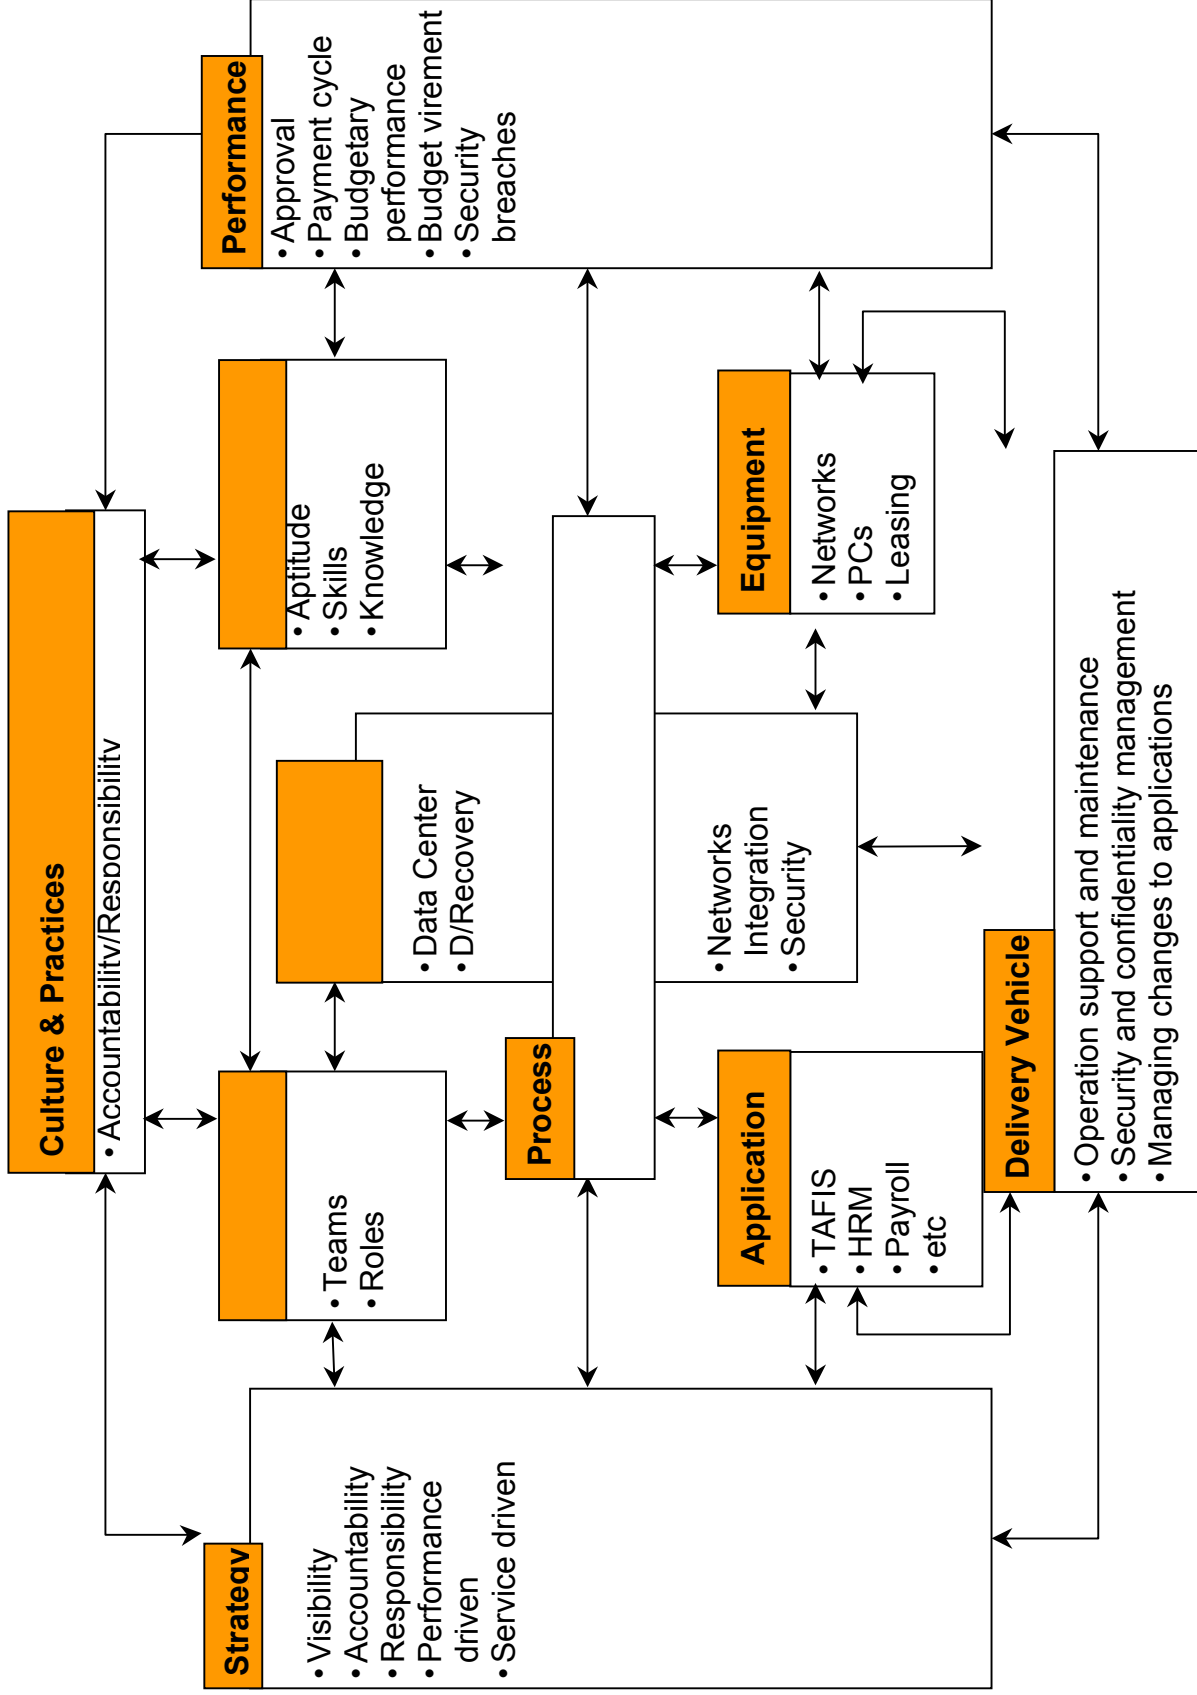 Culture & Practices
• Accountability/Responsibility
Strategy
• Visibility
• Accountability
• Responsibility
• Performance
driven
• Service driven
• Teams
• Roles
• Data Center
• D/Recovery
• Networks
Integration
• Security
• Aptitude
• Skills
• Knowledge
Performance
• Approval
• Payment cycle
• Budgetary
performance
• Budget virement
• Security
breaches
Process
Application
• TAFIS
• HRM
• Payroll
• etc
Equipment
• Networks
• PCs
• Leasing
Delivery Vehicle
• Operation support and maintenance
• Security and confidentiality management
• Managing changes to applications